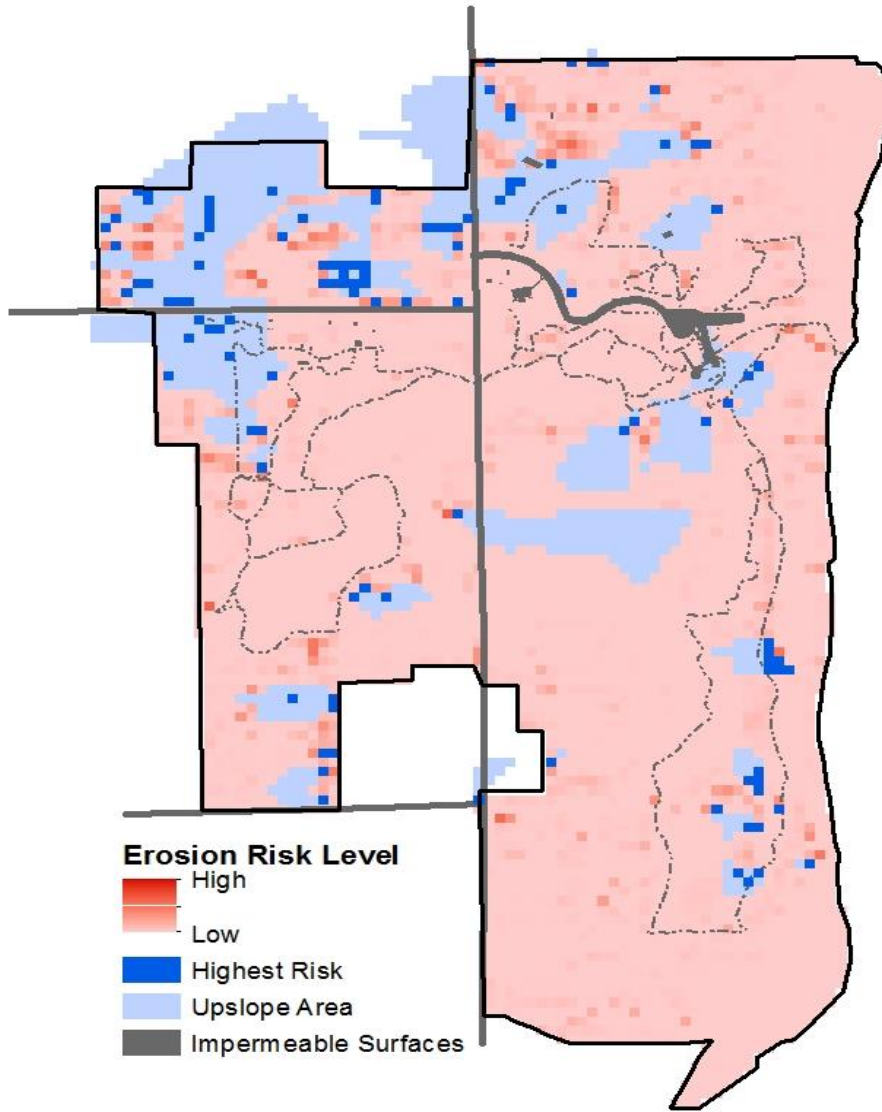 Erosion Risk Level
High
Low
Highest Risk
Upslope Area
Impermeable Surfaces